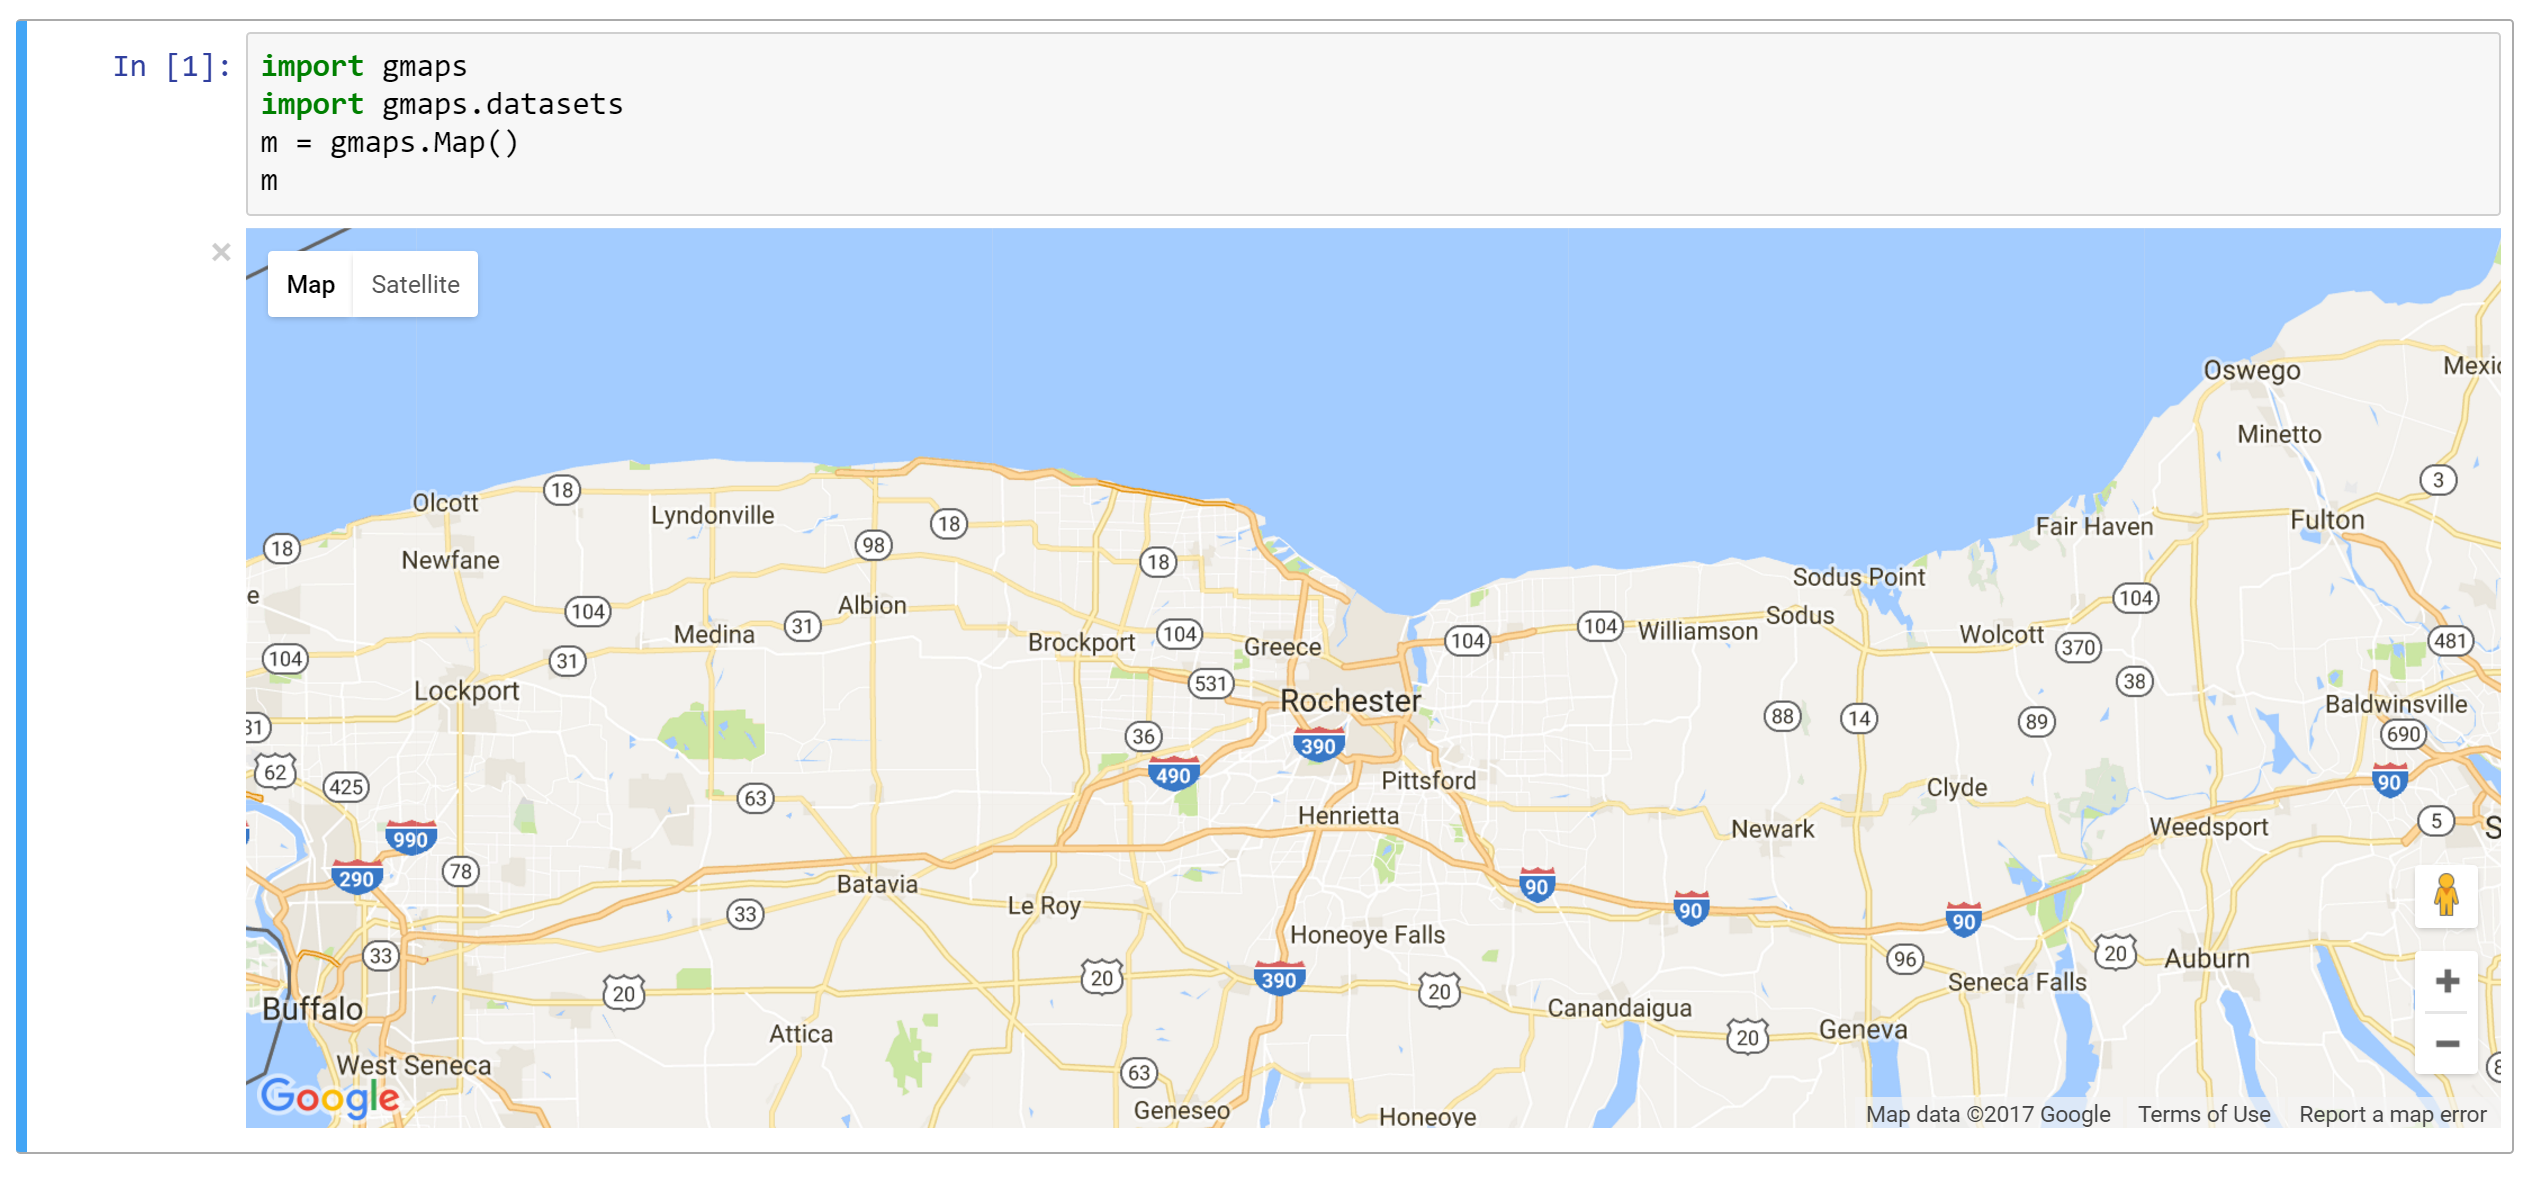 In [1]:
import gmaps
import gmaps.datasets
m = gmaps.Map()
m
×
Map
Satellite
Oswego
Mexic
Minetto
3
Olcott
18
Lyndonville
18
98
18
Newfane
18
Fair Haven
Fulton
e
104
Albion
Sodus Point
104
Medina
31
Brockport
104
Greece
104
104
Williamson
Sodus
Wolcott
370
481
104
31
531
38
Lockport
Rochester
Baldwinsville
31
36
390
88
14
89
690
62
425
490
Pittsford
90
63
Henrietta
Clyde
990
Newark
Weedsport
5
S
290
78
Batavia
90
33
Le Roy
90
90
33
Honeoye Falls
96
20
Auburn
20
20
390
20
Seneca Falls
Buffalo
Canandaigua
Attica
20
Geneva
West Seneca
63
8
Google
Geneseo
Honeoye
Map data ©2017 Google
Terms of Use
Report a map error